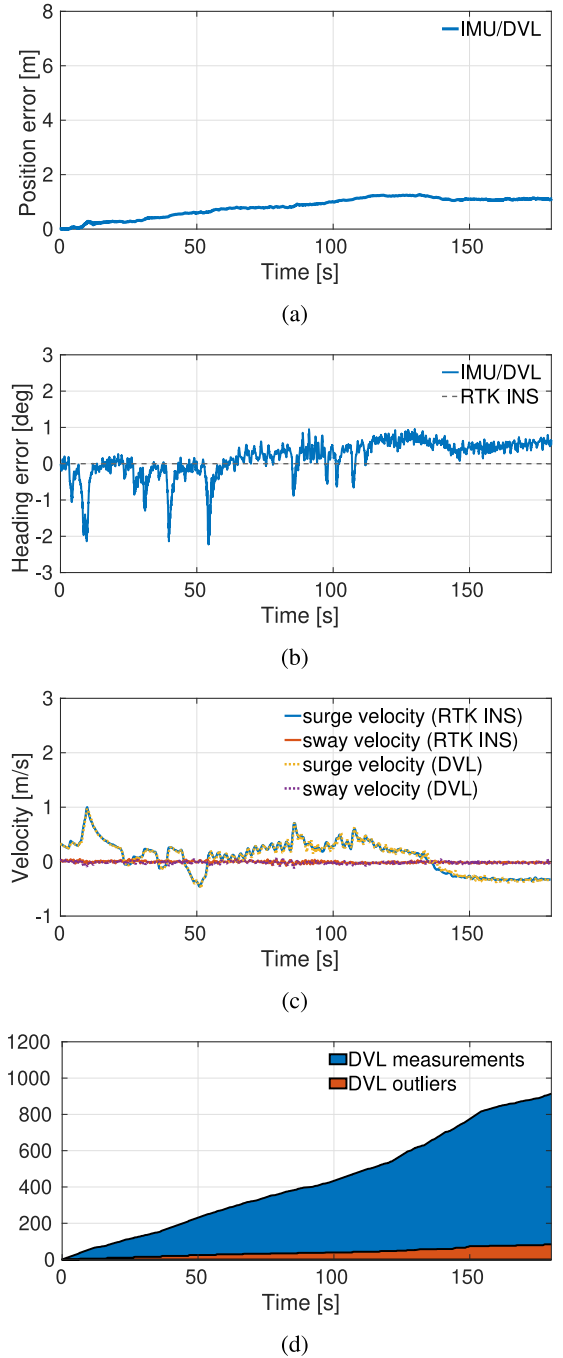 8
6
4
2
0
Position error [m]
IMU/DVL
0 50 100 150
Time [s]
(a)
3
2
1
0
-1
-2
-3
Heading error [deg]
IMU/DVL
RTK INS
0 50 100 150
Time [s]
(b)
3
2
1
0
-1
Velocity [m/s]
surge velocity (RTK INS)
sway velocity (RTK INS)
surge velocity (DVL)
sway velocity (DVL)
0 50 100 150
Time [s]
(c)
1200
1000
800
600
400
200
0
DVL measurements
DVL outliers
0 50 100 150
Time [s]
(d)